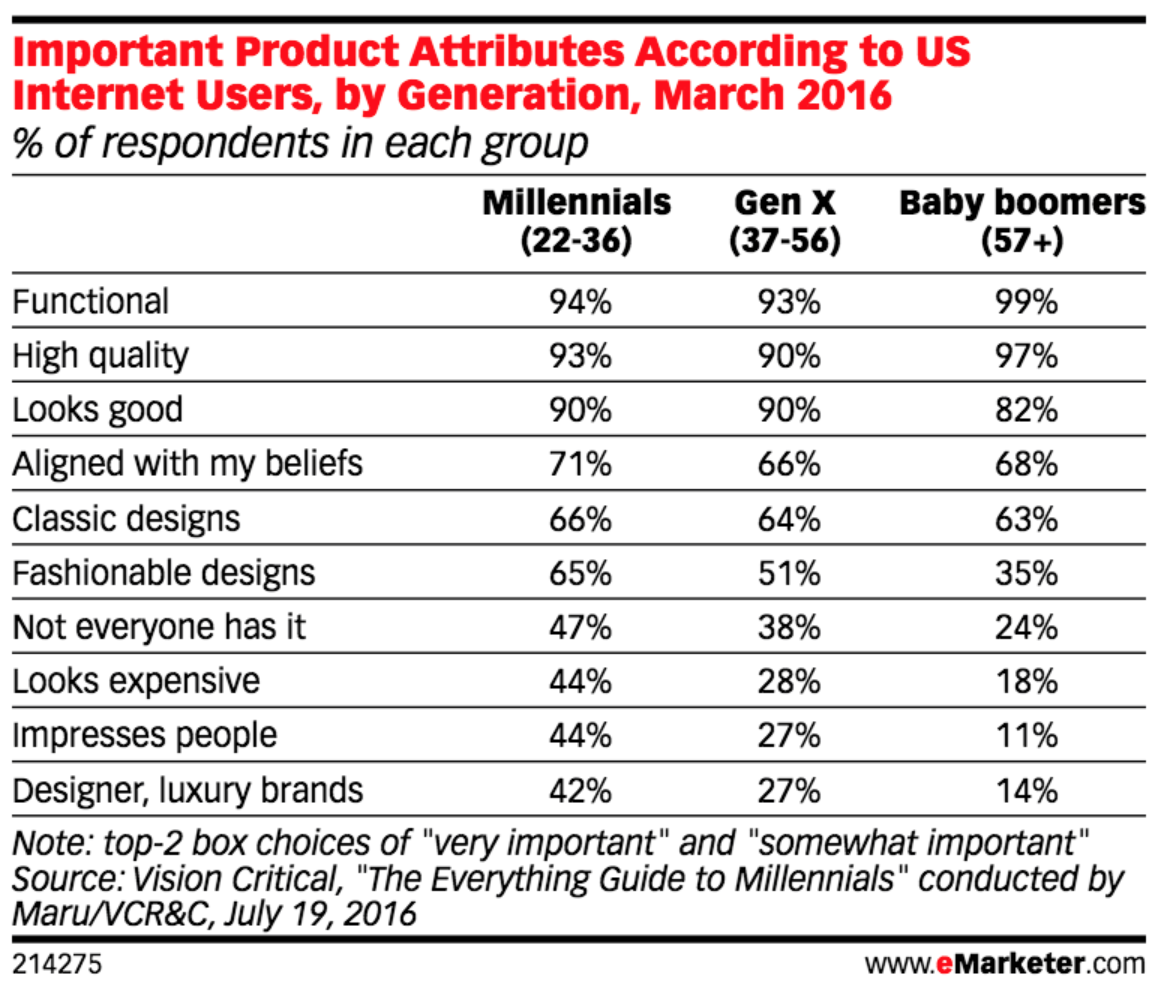 Important Product Attributes According to US
Internet Users, by Generation, March 2016
% of respondents in each group
Millennials Gen X Baby boomers
(22-36) (37-56) (57+)
Functional 94% 93% 99%
High quality 93% 90% 97%
Looks good 90% 90% 82%
Aligned with my beliefs 71% 66% 68%
Classic designs 66% 64% 63%
Fashionable designs 65% 51% 35%
Not everyone has it 47% 38% 24%
Looks expensive 44% 28% 18%
Impresses people 44% 27% 11%
Designer, luxury brands 42% 27% 14%
Note: top-2 box choices of "very important" and "somewhat important"
Source: Vision Critical, "The Everything Guide to Millennials" conducted by
Maru/VCR&C, July 19, 2016
214275 www.eMarketer.com